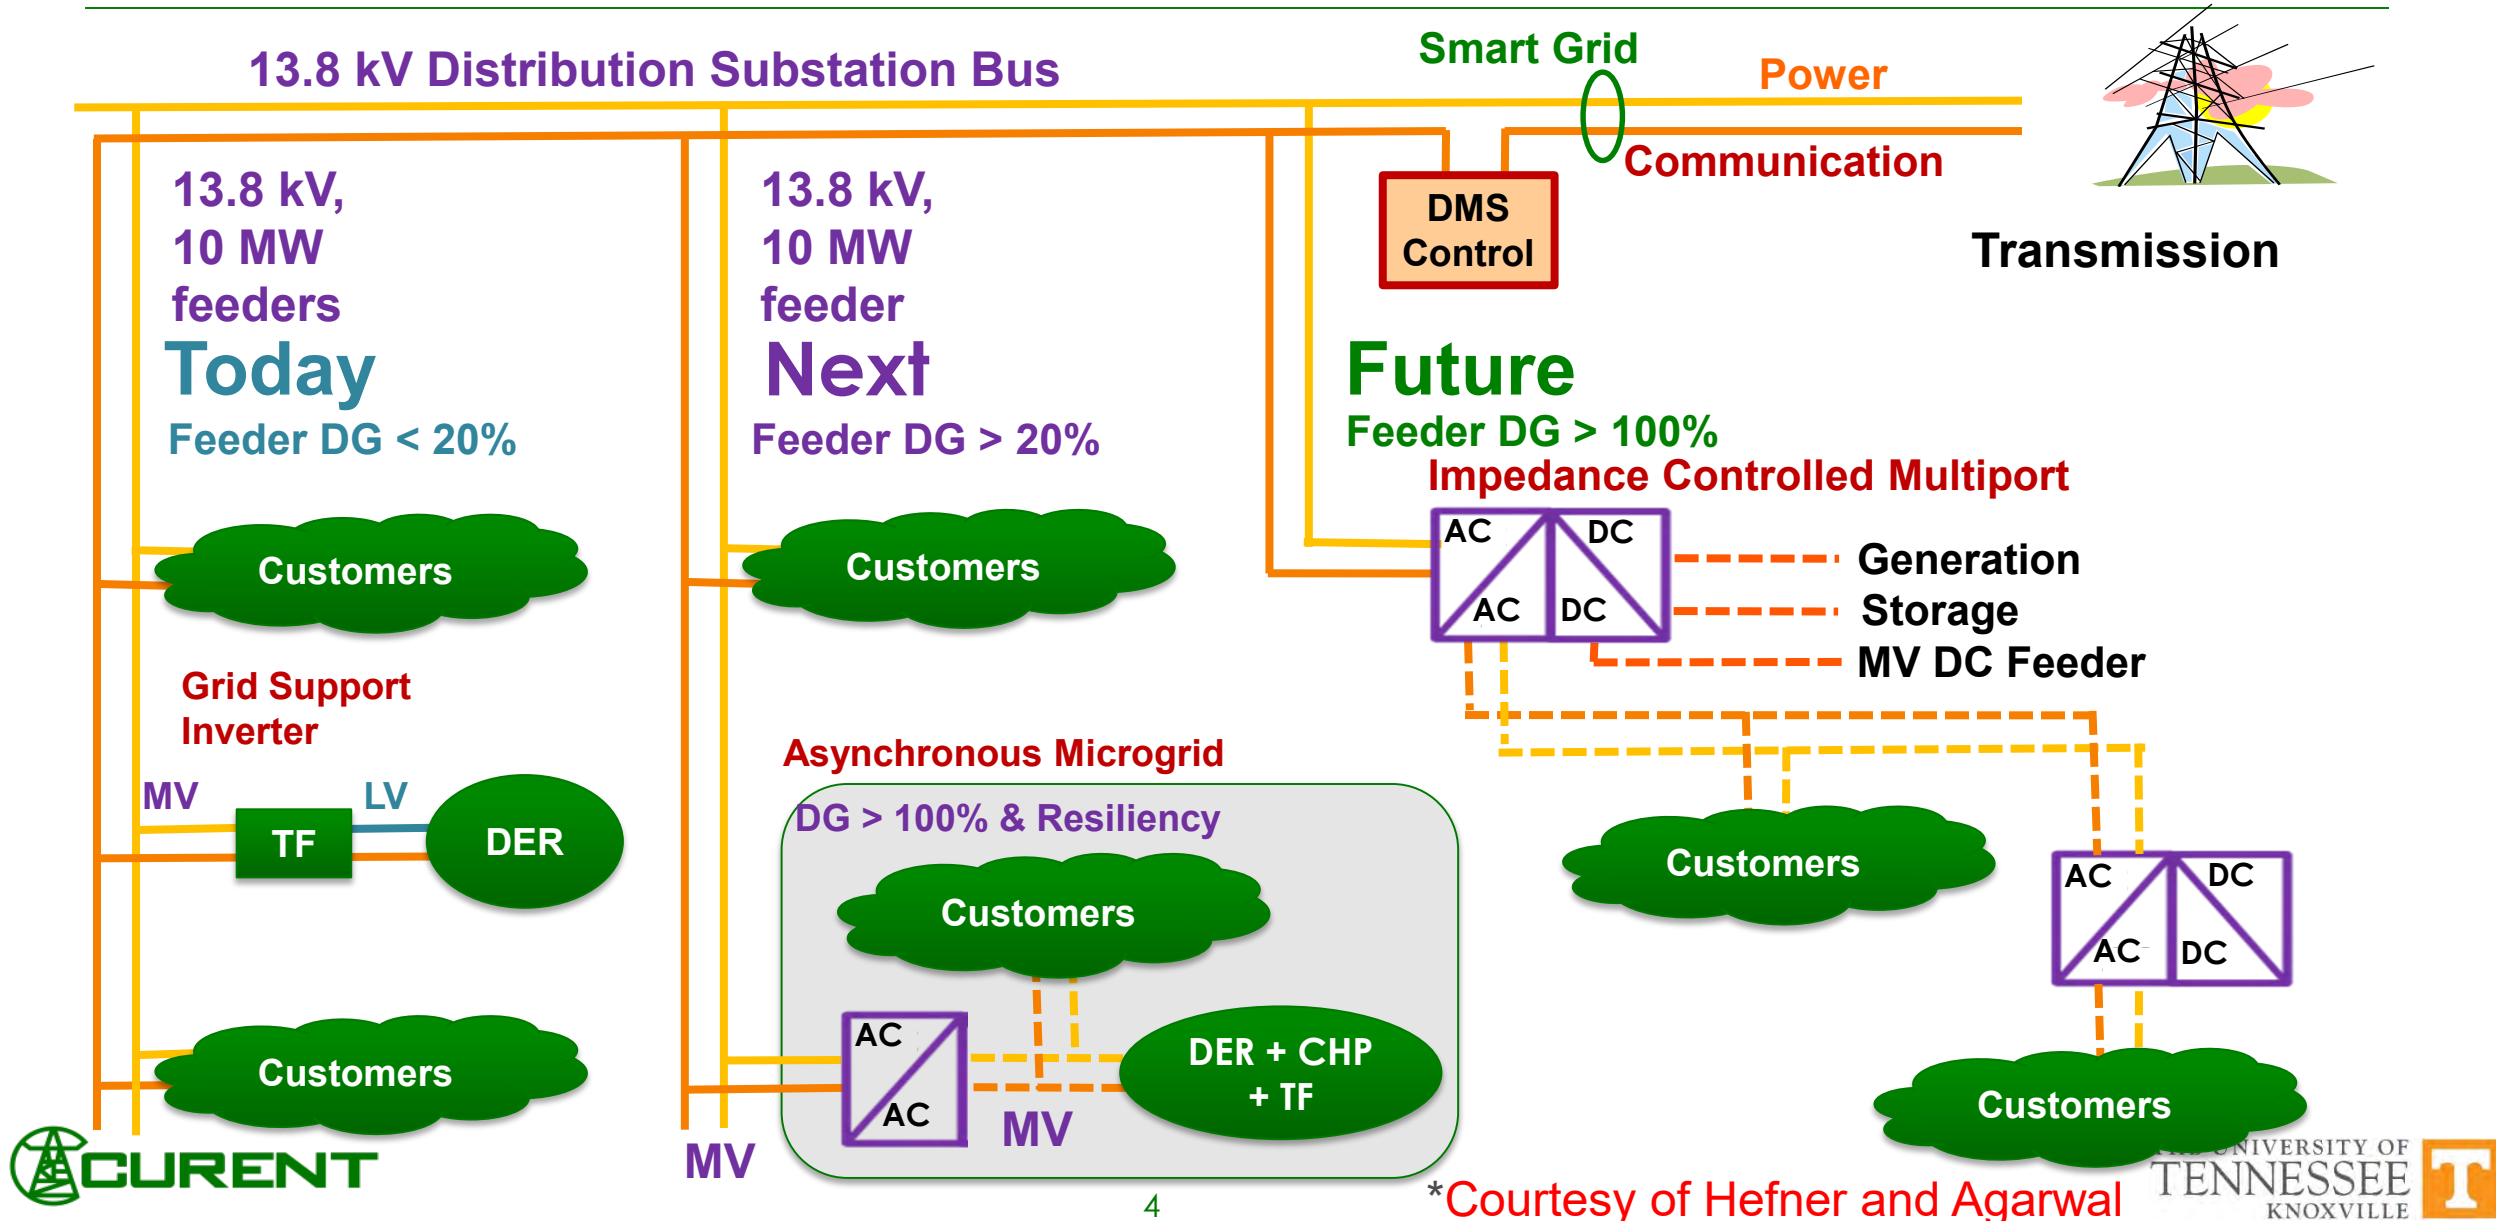 13.8 kV Distribution Substation Bus
Smart Grid
Power
Communication
DMS
Control
Transmission
13.8 kV,
10 MW
feeders
Today
Feeder DG < 20%
Customers
Grid Support
Inverter
MV
LV
TF
DER
Customers
13.8 kV,
10 MW
feeder
Next
Feeder DG > 20%
Customers
Asynchronous Microgrid
DG > 100% & Resiliency
Customers
AC
AC
DER + CHP
+ TF
MV
MV
Future
Feeder DG > 100%
Impedance Controlled Multiport
AC
DC
AC
DC
Generation
Storage
MV DC Feeder
Customers
AC
DC
AC
DC
Customers
CURENT
4
*Courtesy of Hefner and Agarwal
UNIVERSITY OF
TENNESSEE
KNOXVILLE
T